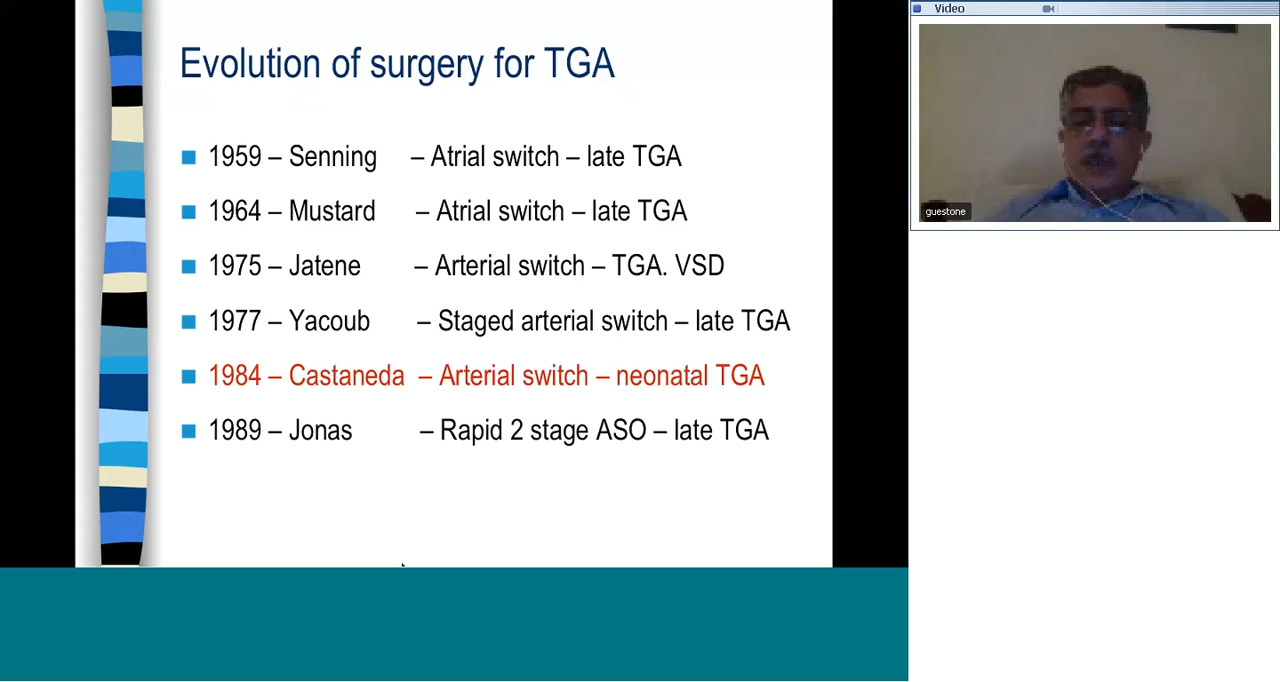 Evolution of surgery for TGA
1959 – Senning – Atrial switch – late TGA
1964 – Mustard – Atrial switch – late TGA
1975 – Jatene – Arterial switch – TGA. VSD
1977 – Yacoub – Staged arterial switch – late TGA
1984 – Castaneda – Arterial switch – neonatal TGA
1989 – Jonas – Rapid 2 stage ASO – late TGA
Video
guestone